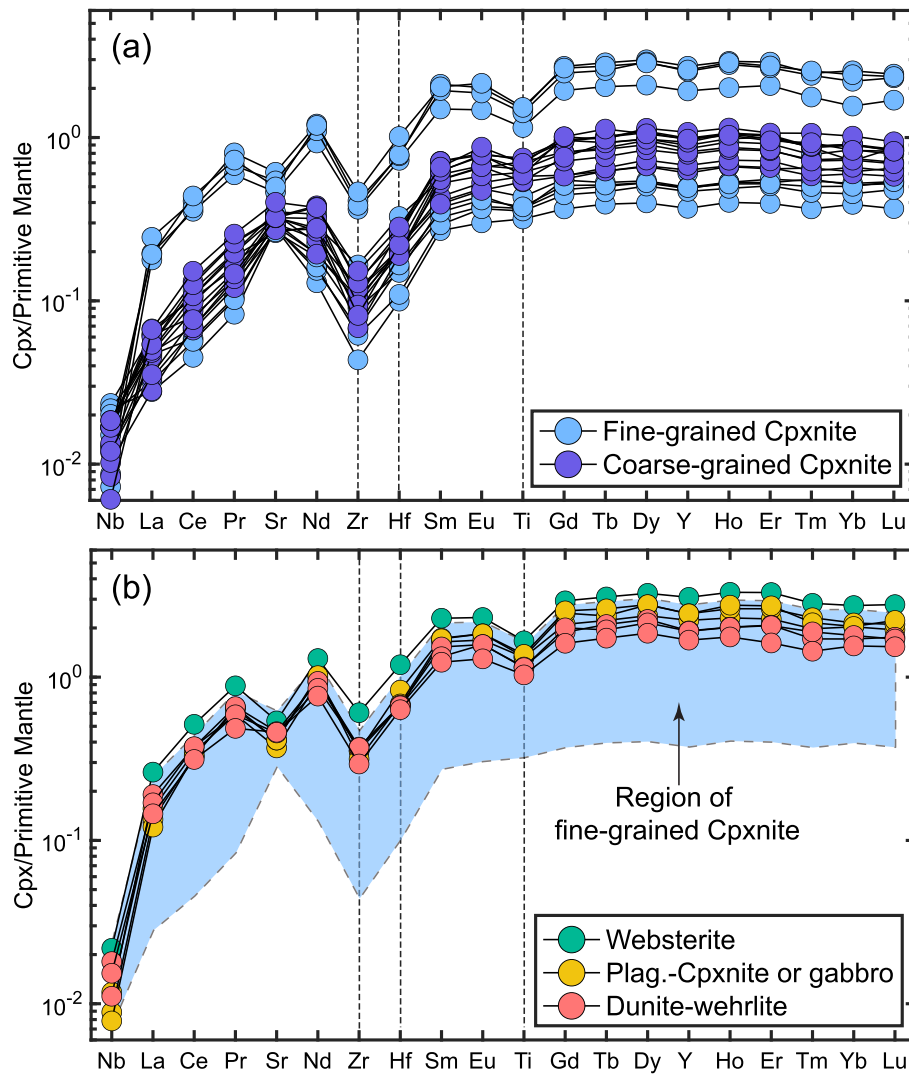 (a)
Cpx/Primitive Mantle
10^0
10^-1
10^-2
Fine-grained Cpxnite
Coarse-grained Cpxnite
Nb La Ce Pr Sr Nd Zr Hf Sm Eu Ti Gd Tb Dy Y Ho Er Tm Yb Lu
(b)
Cpx/Primitive Mantle
10^0
10^-1
10^-2
Region of
fine-grained Cpxnite
Websterite
Plag.-Cpxnite or gabbro
Dunite-wehrlite
Nb La Ce Pr Sr Nd Zr Hf Sm Eu Ti Gd Tb Dy Y Ho Er Tm Yb Lu